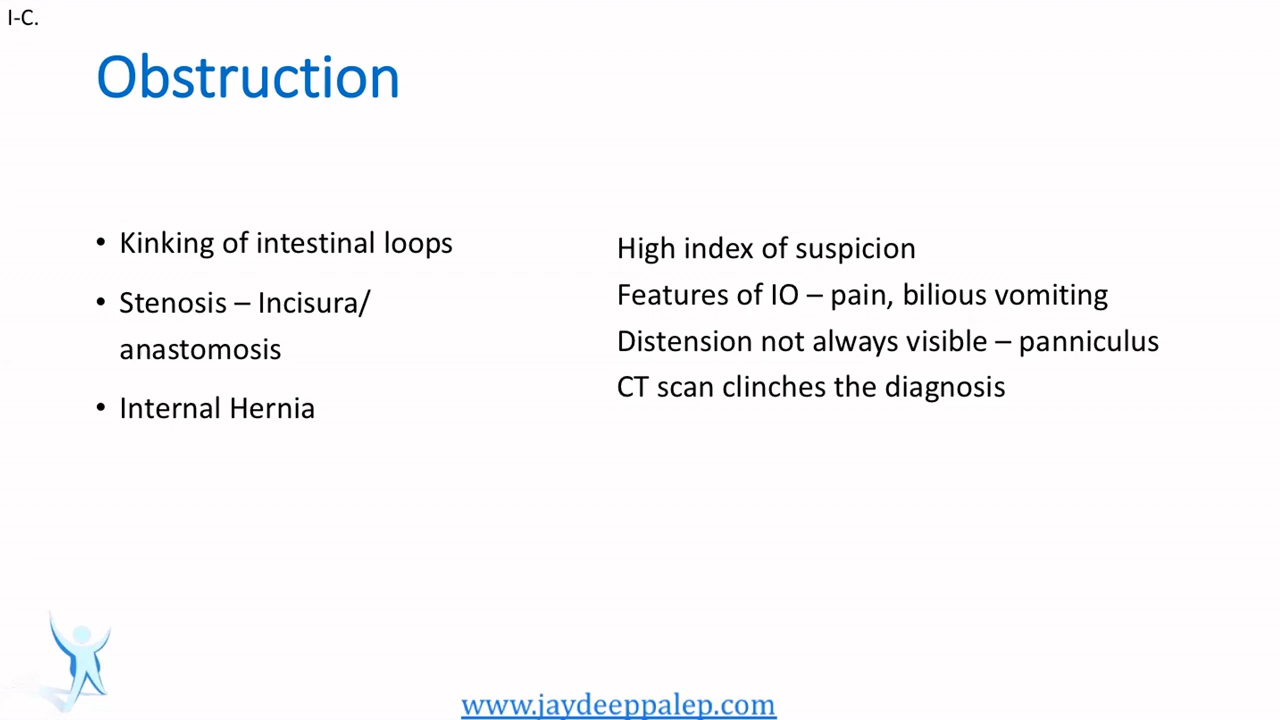 I-C.
Obstruction
• Kinking of intestinal loops
• Stenosis – Incisura/
anastomosis
• Internal Hernia
High index of suspicion
Features of IO – pain, bilious vomiting
Distension not always visible – panniculus
CT scan clinches the diagnosis
www.jaydeeppalep.com